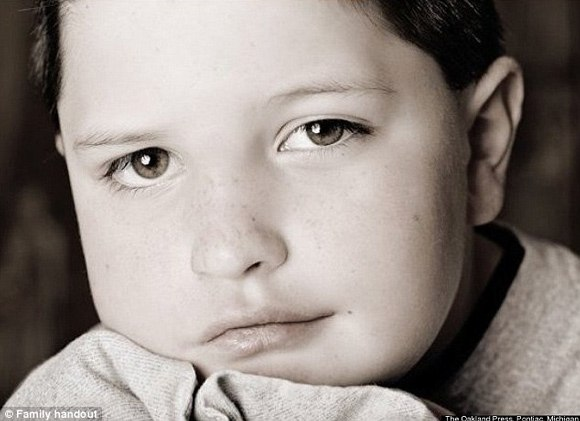 © Family handout
The Oakland Press, Pontiac, Michigan